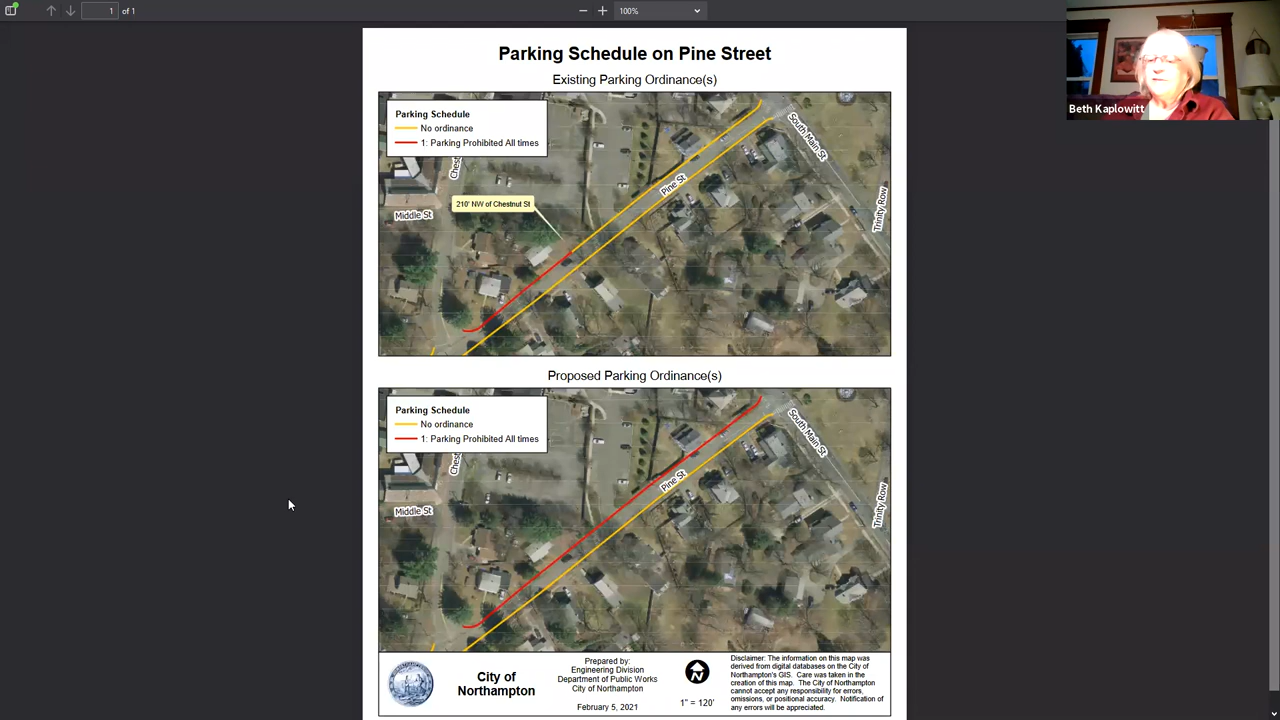 1 of 1
100%
Beth Kaplowitt
Parking Schedule on Pine Street
Existing Parking Ordinance(s)
Parking Schedule
No ordinance
1: Parking Prohibited All times
Chest
Middle St
210' NW of Chestnut St
Pine St
South Main St
Trinity Row
Proposed Parking Ordinance(s)
Parking Schedule
No ordinance
1: Parking Prohibited All times
Chest
Middle St
Pine St
South Main St
Trinity Row
City of
Northampton
Prepared by:
Engineering Division
Department of Public Works
City of Northampton
February 5, 2021
N
1" = 120'
Disclaimer: The information on this map was
derived from digital databases on the City of
Northampton's GIS. Care was taken in the
creation of this map. The City of Northampton
cannot accept any responsibility for errors,
omissions, or positional accuracy. Notification of
any errors will be appreciated.